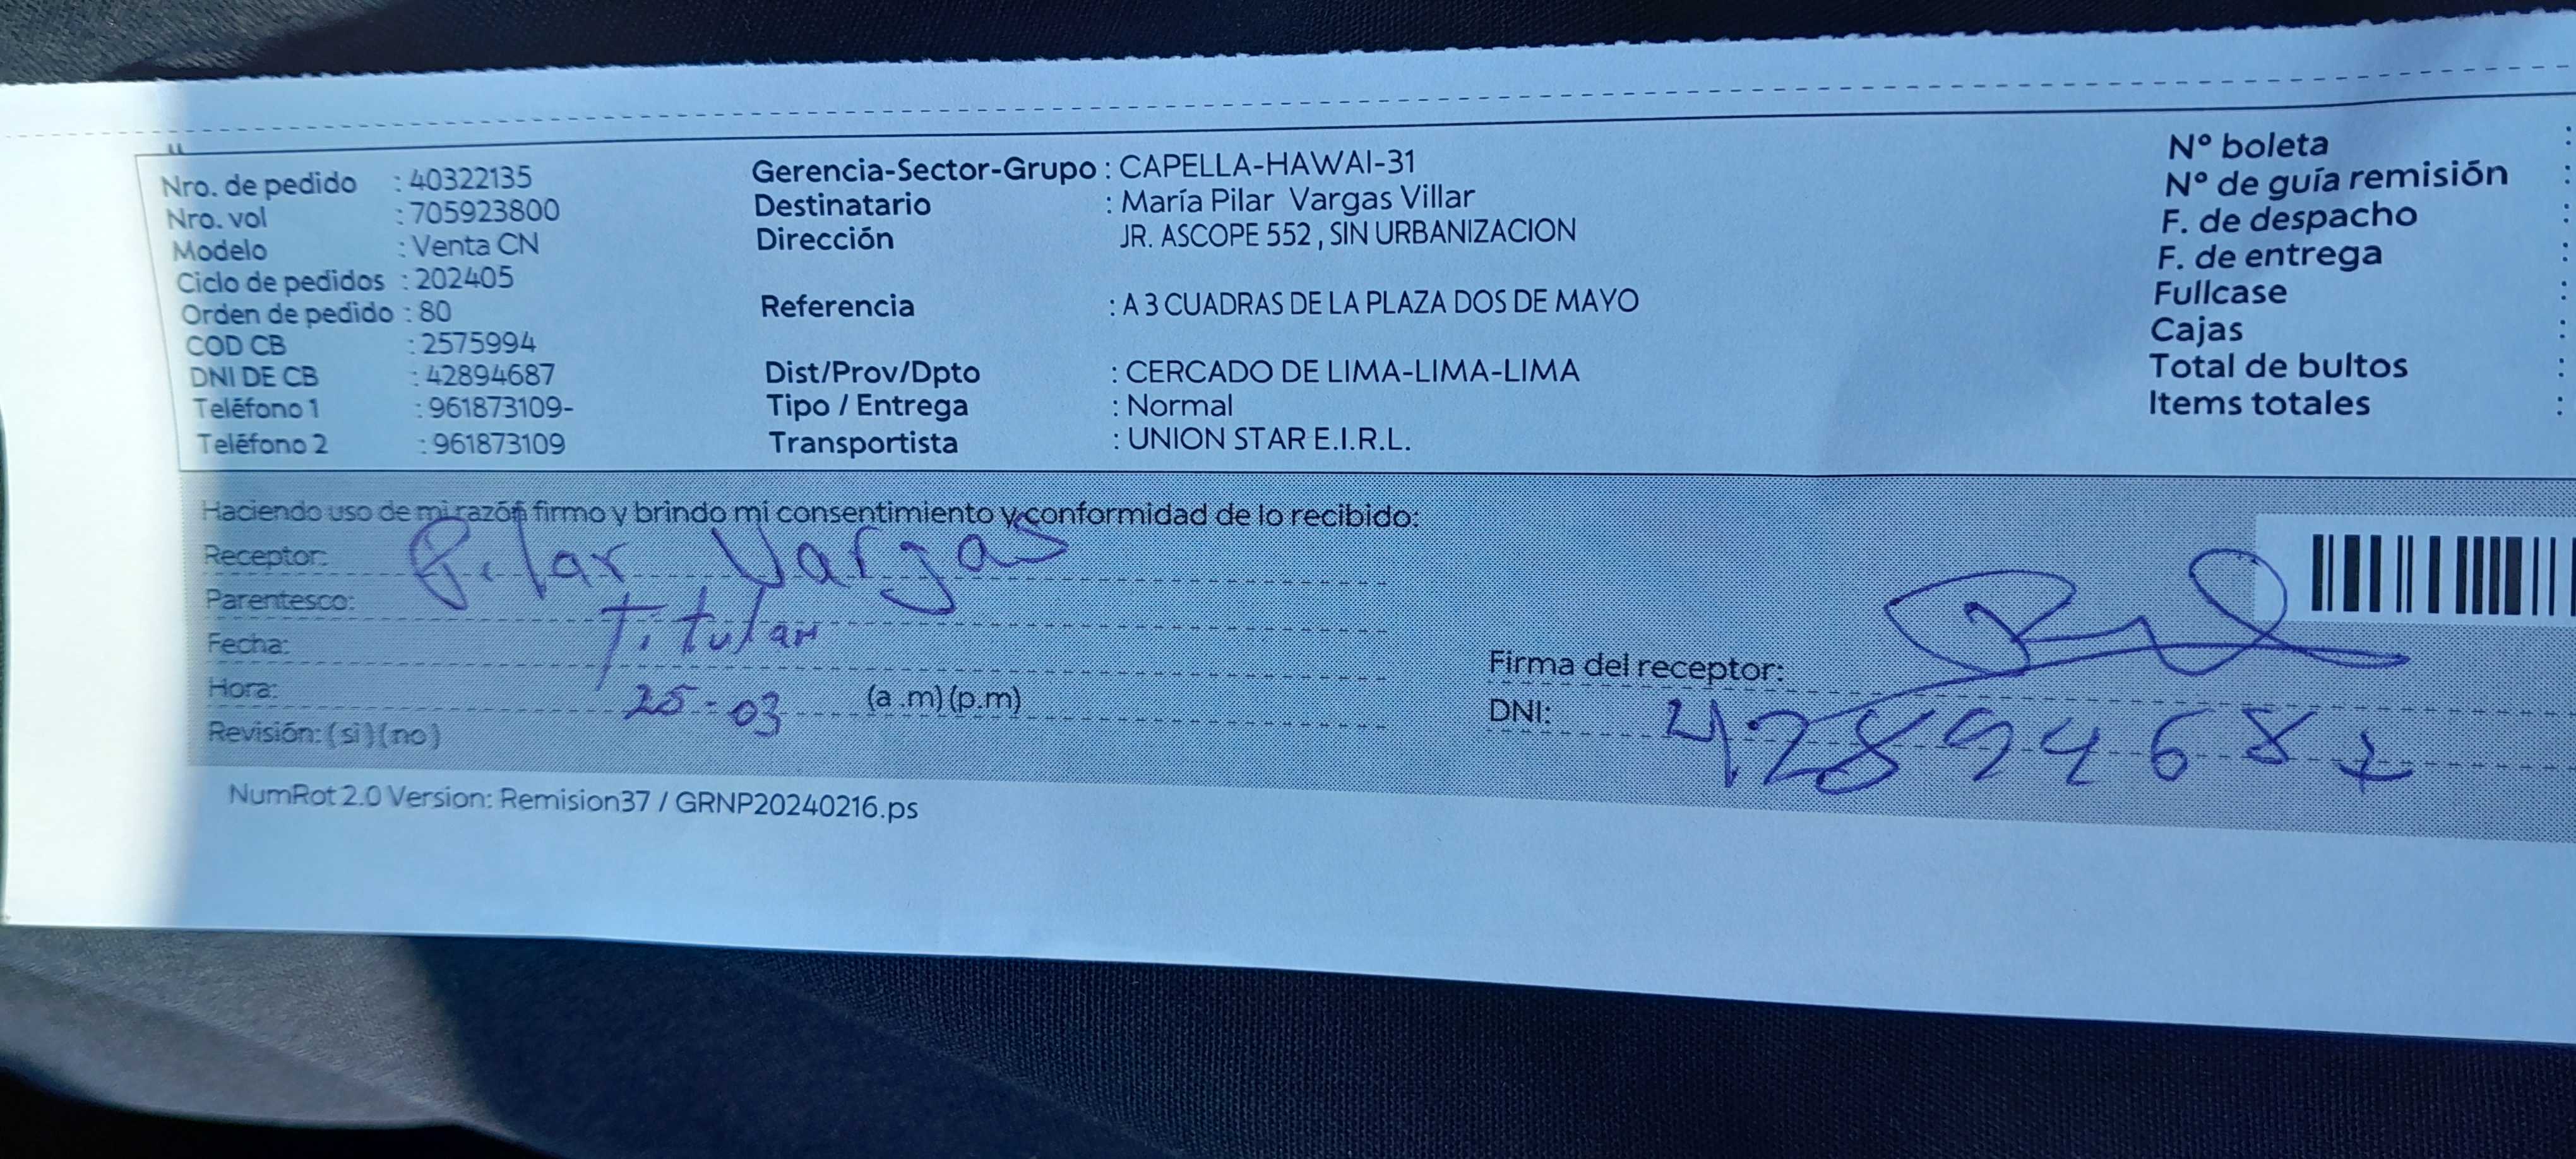 Nro. de pedido : 40322135
Nro. vol : 705923800
Modelo : Venta CN
Ciclo de pedidos : 202405
Orden de pedido : 80
COD CB : 2575994
DNI DE CB : 42894687
Teléfono 1 : 961873109-
Teléfono 2 : 961873109
Gerencia-Sector-Grupo : CAPELLA-HAWAI-31
Destinatario : María Pilar Vargas Villar
Dirección JR. ASCOPE 552 , SIN URBANIZACION
Referencia : A 3 CUADRAS DE LA PLAZA DOS DE MAYO
Dist/Prov/Dpto : CERCADO DE LIMA-LIMA-LIMA
Tipo / Entrega : Normal
Transportista : UNION STAR E.I.R.L.
Nº boleta :
Nº de guía remisión :
F. de despacho :
F. de entrega :
Fullcase :
Cajas :
Total de bultos :
Items totales :
Haciendo uso de mi razón firmo y brindo mi consentimiento y conformidad de lo recibido:
Receptor: Pilar Vargas
Parentesco: Titular
Fecha:
Hora: 25-03 (a .m) (p.m)
Revisión: (si) (no)
Firma del receptor:
DNI: 42894687
NumRot 2.0 Version: Remision37 / GRNP20240216.ps